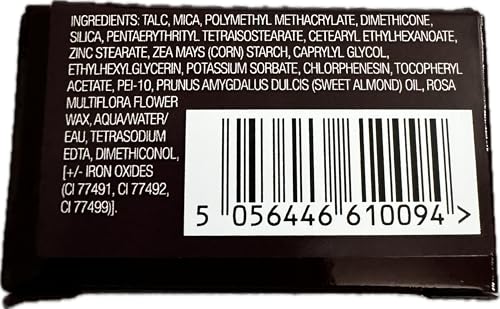 INGREDIENTS: TALC, MICA, POLYMETHYL METHACRYLATE, DIMETHICONE,
SILICA, PENTAERYTHRITYL TETRAISOSTEARATE, CETEARYL ETHYLHEXANOATE,
ZINC STEARATE, ZEA MAYS (CORN) STARCH, CAPRYLYL GLYCOL,
ETHYLHEXYLGLYCERIN, POTASSIUM SORBATE, CHLORPHENESIN, TOCOPHERYL
ACETATE, PEI-10, PRUNUS AMYGDALUS DULCIS (SWEET ALMOND) OIL, ROSA
MULTIFLORA FLOWER
WAX, AQUA/WATER/
EAU, TETRASODIUM
EDTA, DIMETHICONOL,
[+/- IRON OXIDES
(CI 77491, CI 77492,
CI 77499)].
5 056446 610094 >